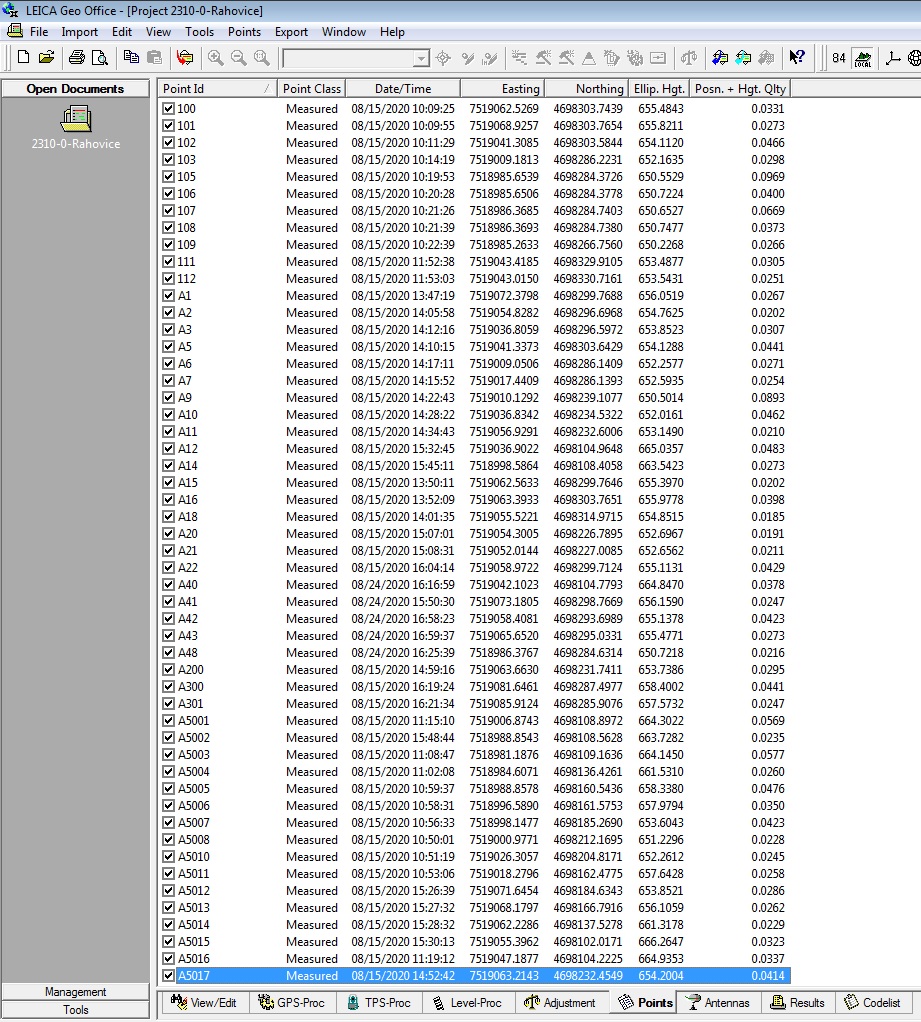 LEICA Geo Office - [Project 2310-0-Rahovice]
File Import Edit View Tools Points Export Window Help
84 LOCAL
Open Documents
2310-0-Rahovice
Management
Tools
Point Id / Point Class Date/Time Easting Northing Ellip. Hgt. Posn. + Hgt. Qlty
100 Measured 08/15/2020 10:09:25 7519062.5269 4698303.7439 655.4843 0.0331
101 Measured 08/15/2020 10:09:55 7519068.9257 4698303.7654 655.8211 0.0273
102 Measured 08/15/2020 10:11:29 7519041.3085 4698303.5844 654.1120 0.0466
103 Measured 08/15/2020 10:14:19 7519009.1813 4698286.2231 652.1635 0.0298
105 Measured 08/15/2020 10:19:53 7518985.6539 4698284.3726 650.5529 0.0969
106 Measured 08/15/2020 10:20:28 7518985.6506 4698284.3778 650.7224 0.0400
107 Measured 08/15/2020 10:21:26 7518986.3685 4698284.7403 650.6527 0.0669
108 Measured 08/15/2020 10:21:39 7518986.3693 4698284.7380 650.7477 0.0373
109 Measured 08/15/2020 10:22:39 7518985.2633 4698266.7560 650.2268 0.0266
111 Measured 08/15/2020 11:52:38 7519043.4185 4698329.9105 653.4877 0.0305
112 Measured 08/15/2020 11:53:03 7519043.0150 4698330.7161 653.5431 0.0251
A1 Measured 08/15/2020 13:47:19 7519072.3798 4698299.7688 656.0519 0.0267
A2 Measured 08/15/2020 14:05:58 7519054.8282 4698296.6968 654.7625 0.0202
A3 Measured 08/15/2020 14:12:16 7519036.8059 4698296.5972 653.8523 0.0307
A5 Measured 08/15/2020 14:10:15 7519041.3373 4698303.6429 654.1288 0.0441
A6 Measured 08/15/2020 14:17:11 7519009.0506 4698286.1409 652.2577 0.0271
A7 Measured 08/15/2020 14:15:52 7519017.4409 4698286.1393 652.5935 0.0254
A9 Measured 08/15/2020 14:22:43 7519010.1292 4698239.1077 650.5014 0.0893
A10 Measured 08/15/2020 14:28:22 7519036.8342 4698234.5322 652.0161 0.0462
A11 Measured 08/15/2020 14:34:43 7519056.9291 4698232.6006 653.1490 0.0210
A12 Measured 08/15/2020 15:32:45 7519036.9022 4698104.9648 665.0357 0.0483
A14 Measured 08/15/2020 15:45:11 7518998.5864 4698108.4058 663.5423 0.0273
A15 Measured 08/15/2020 13:50:11 7519062.5633 4698299.7646 655.3970 0.0202
A16 Measured 08/15/2020 13:52:09 7519063.3933 4698303.7651 655.9778 0.0398
A18 Measured 08/15/2020 14:01:35 7519055.5221 4698314.9715 654.8515 0.0185
A20 Measured 08/15/2020 15:07:01 7519054.3005 4698226.7895 652.6967 0.0191
A21 Measured 08/15/2020 15:08:31 7519052.0144 4698227.0085 652.6562 0.0211
A22 Measured 08/15/2020 16:04:14 7519058.9722 4698299.7124 655.1131 0.0429
A40 Measured 08/24/2020 16:16:59 7519042.1023 4698104.7793 664.8470 0.0378
A41 Measured 08/24/2020 15:50:30 7519073.1805 4698298.7669 656.1590 0.0247
A42 Measured 08/24/2020 16:58:23 7519058.4081 4698293.6989 655.1378 0.0423
A43 Measured 08/24/2020 16:59:37 7519065.6520 4698295.0331 655.4771 0.0273
A48 Measured 08/24/2020 16:25:39 7518986.3767 4698284.6314 650.7218 0.0216
A200 Measured 08/15/2020 14:59:16 7519063.6630 4698231.7411 653.7386 0.0295
A300 Measured 08/15/2020 16:19:24 7519081.6461 4698287.4977 658.4002 0.0441
A301 Measured 08/15/2020 16:21:34 7519085.9124 4698285.9076 657.5732 0.0247
A5001 Measured 08/15/2020 11:15:10 7519006.8743 4698108.8972 664.3022 0.0569
A5002 Measured 08/15/2020 15:48:44 7518988.8543 4698108.5628 663.7282 0.0235
A5003 Measured 08/15/2020 11:08:47 7518981.1876 4698109.1636 664.1450 0.0577
A5004 Measured 08/15/2020 11:02:08 7518984.6071 4698136.4261 661.5310 0.0260
A5005 Measured 08/15/2020 10:59:37 7518988.8578 4698160.5436 658.3380 0.0476
A5006 Measured 08/15/2020 10:58:31 7518996.5890 4698161.5753 657.9794 0.0350
A5007 Measured 08/15/2020 10:56:33 7518998.1477 4698185.2690 653.6043 0.0423
A5008 Measured 08/15/2020 10:50:01 7519000.9771 4698212.1695 651.2296 0.0228
A5010 Measured 08/15/2020 10:51:19 7519026.3057 4698204.8171 652.2612 0.0245
A5011 Measured 08/15/2020 10:53:06 7519018.2796 4698162.4775 657.6428 0.0258
A5012 Measured 08/15/2020 15:26:39 7519071.6454 4698184.6343 653.8521 0.0286
A5013 Measured 08/15/2020 15:27:32 7519068.1797 4698166.7916 656.1059 0.0262
A5014 Measured 08/15/2020 15:28:32 7519062.2286 4698137.5278 661.3178 0.0229
A5015 Measured 08/15/2020 15:30:13 7519055.3962 4698102.0171 666.2647 0.0323
A5016 Measured 08/15/2020 11:19:12 7519047.1877 4698104.2225 664.9353 0.0337
A5017 Measured 08/15/2020 14:52:42 7519063.2143 4698232.4549 654.2004 0.0414
View/Edit GPS-Proc TPS-Proc Level-Proc Adjustment Points Antennas Results Codelist